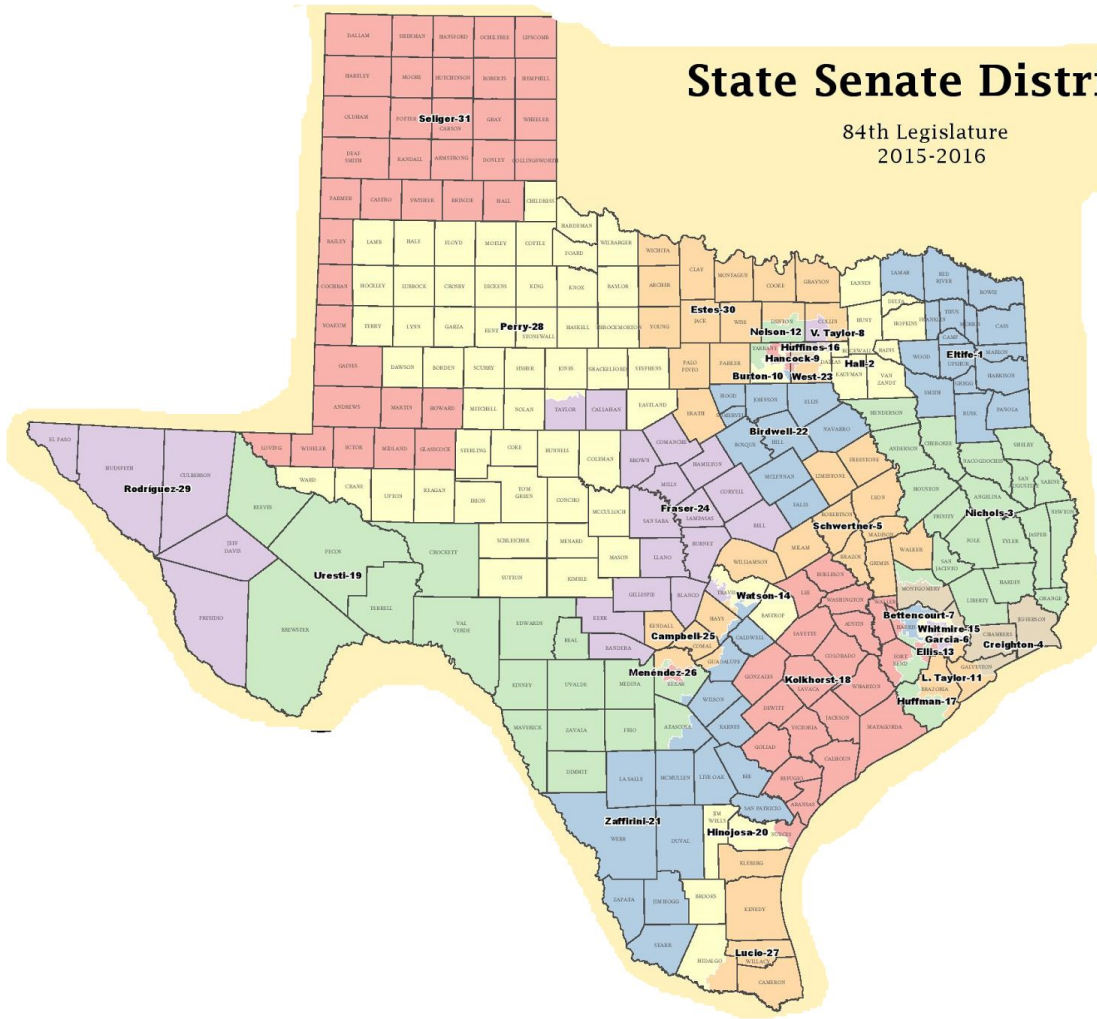 State Senate Distri
84th Legislature
2015-2016
DALLAM SHERMAN HANSFORD OCHILTREE LIPSCOMB
HARTLEY MOORE HUTCHINSON ROBERTS HEMPHILL
OLDHAM POTTER CARSON GRAY WHEELER
Seliger-31
DEAF SMITH RANDALL ARMSTRONG DONLEY COLLINGSWORTH
PARMER CASTRO SWISHER BRISCOE HALL CHILDRESS
HARDEMAN
BAILEY LAMB HALE FLOYD MOTLEY COTTLE FOARD WILBARGER WICHITA
CLAY MONTAGUE COOKE GRAYSON FANNIN LAMAR RED RIVER BOWIE
COCHRAN HOCKLEY LUBBOCK CROSBY DICKENS KING KNOX BAYLOR ARCHER
DELTA HOPKINS FRANKLIN TITUS MORRIS CASS
YOAKUM TERRY LYNN GARZA KENT STONEWALL HASKELL THROCKMORTON YOUNG JACK WISE DENTON COLLIN HUNT
Perry-28
Estes-30
Nelson-12
V. Taylor-8
Huffines-16
Hancock-9
Burton-10
West-23
Hall-2
Eltife-1
CAMP UPSHUR MARION
WOOD HARRISON
ROCKWALL RAINS
GAINES DAWSON BORDEN SCURRY FISHER JONES SHACKELFORD STEPHENS PALO PINTO PARKER TARRANT DALLAS KAUFMAN VAN ZANDT SMITH GREGG
ANDREWS MARTIN HOWARD MITCHELL NOLAN TAYLOR CALLAHAN EASTLAND ERATH HOOD SOMERVELL JOHNSON ELLIS HENDERSON RUSK PANOLA
Birdwell-22
EL PASO HUDSPETH CULBERSON
LOVING WINKLER ECTOR MIDLAND GLASSCOCK STERLING COKE RUNNELS COLEMAN BROWN COMANCHE BOSQUE HILL NAVARRO ANDERSON CHEROKEE SHELBY
Rodríguez-29
WARD CRANE UPTON REAGAN IRION TOM GREEN CONCHO MCCULLOCH MILLS HAMILTON CORYELL MCLENNAN LIMESTONE FREESTONE NACOGDOCHES SAN AUGUSTINE SABINE
REEVES JEFF DAVIS PECOS CROCKETT SCHLEICHER MENARD SAN SABA LAMPASAS BELL FALLS ROBERTSON LEON HOUSTON ANGELINA NEWTON
Fraser-24
Schwertner-5
Nichols-3
TRINITY POLK TYLER JASPER
MADISON WALKER SAN JACINTO
PRESIDIO BREWSTER TERRELL VAL VERDE SUTTON KIMBLE MASON LLANO BURNET WILLIAMSON MILAM BRAZOS GRIMES HARDIN
Uresti-19
MONTGOMERY LIBERTY ORANGE
EDWARDS REAL KERR GILLESPIE BLANCO TRAVIS BASTROP LEE BURLESON WASHINGTON WALLER HARRIS JEFFERSON
Watson-14
Bettencourt-7
Whitmire-15
Garcia-6
Creighton-4
Ellis-13
L. Taylor-11
Huffman-17
KENDALL HAYS COMAL CALDWELL FAYETTE AUSTIN CHAMBERS
Campbell-25
BANDERA GUADALUPE COLORADO FORT BEND GALVESTON
BRAZORIA
Menéndez-26
BEXAR
KINNEY UVALDE MEDINA WILSON GONZALES LAVACA WHARTON
Kolkhorst-18
MAVERICK ZAVALA FRIO ATASCOSA KARNES DEWITT VICTORIA JACKSON MATAGORDA
DIMMIT LA SALLE MCMULLEN LIVE OAK BEE GOLIAD CALHOUN
REFUGIO ARANSAS
Zaffirini-21
WEBB DUVAL JIM WELLS SAN PATRICIO NUECES
Hinojosa-20
KLEBERG
ZAPATA JIM HOGG BROOKS KENEDY
STARR HIDALGO
Lucio-27
WILLACY
CAMERON